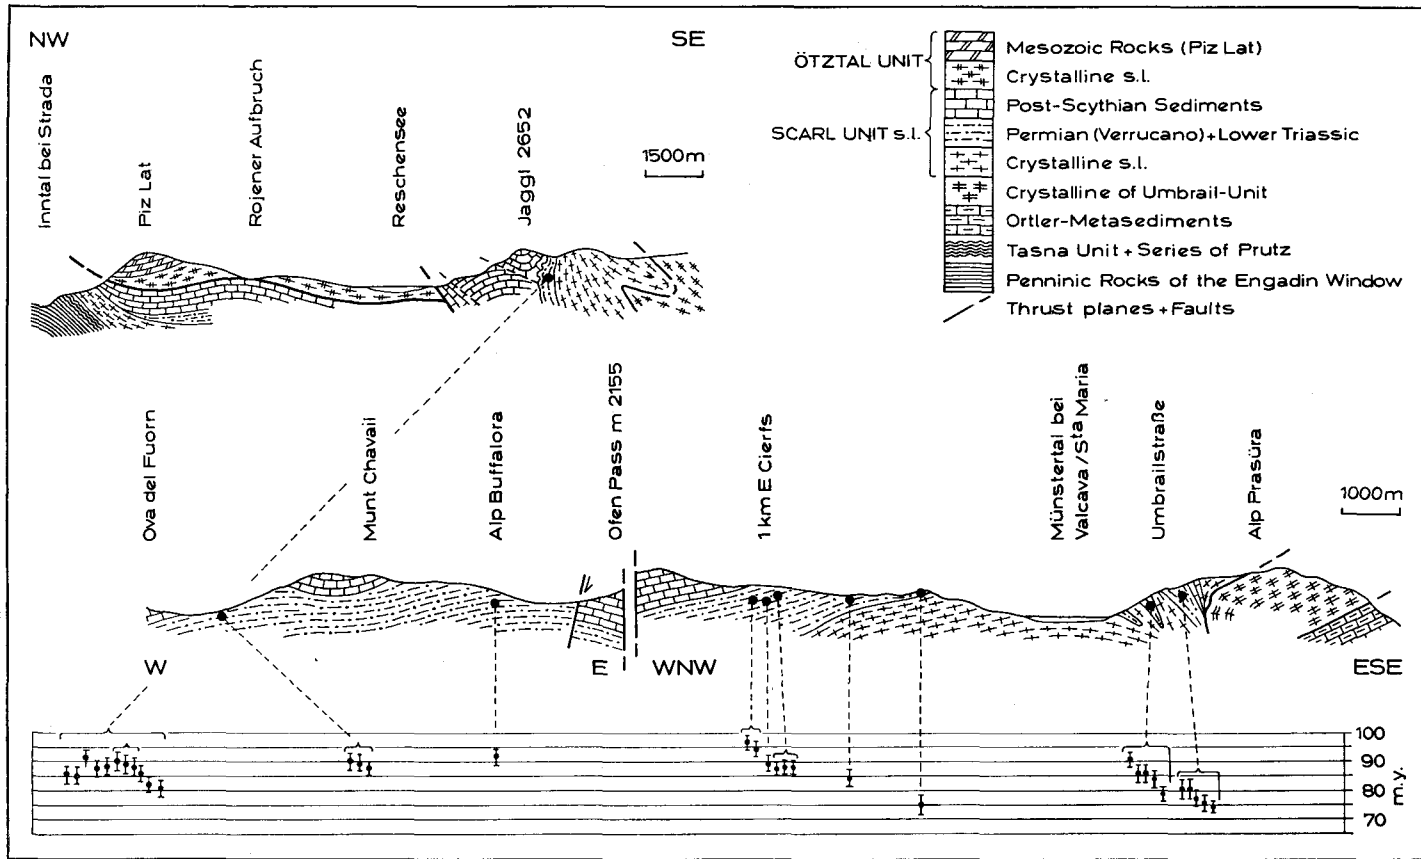 NW
SE
Inntal bei Strada
Piz Lat
Rojener Aufbruch
Reschensee
Jaggl 2652
1500m
ÖTZTAL UNIT
SCARL UNIT s.l.
Mesozoic Rocks (Piz Lat)
Crystalline s.l.
Post-Scythian Sediments
Permian (Verrucano)+Lower Triassic
Crystalline s.l.
Crystalline of Umbrail-Unit
Ortler-Metasediments
Tasna Unit + Series of Prutz
Penninic Rocks of the Engadin Window
Thrust planes + Faults
Ova del Fuorn
Munt Chavail
Alp Buffalora
Ofen Pass m 2155
1 km E Cierfs
Münstertal bei
Valcava/Sta Maria
Umbrailstraße
Alp Prasüra
1000m
W
E
WNW
ESE
100
90
80
70
m.y.